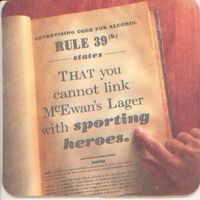 ADVERTISING CODE FOR ALCOHOL
RULE 39(b)
states
THAT you
cannot link
McEwan's Lager
with sporting
heroes.